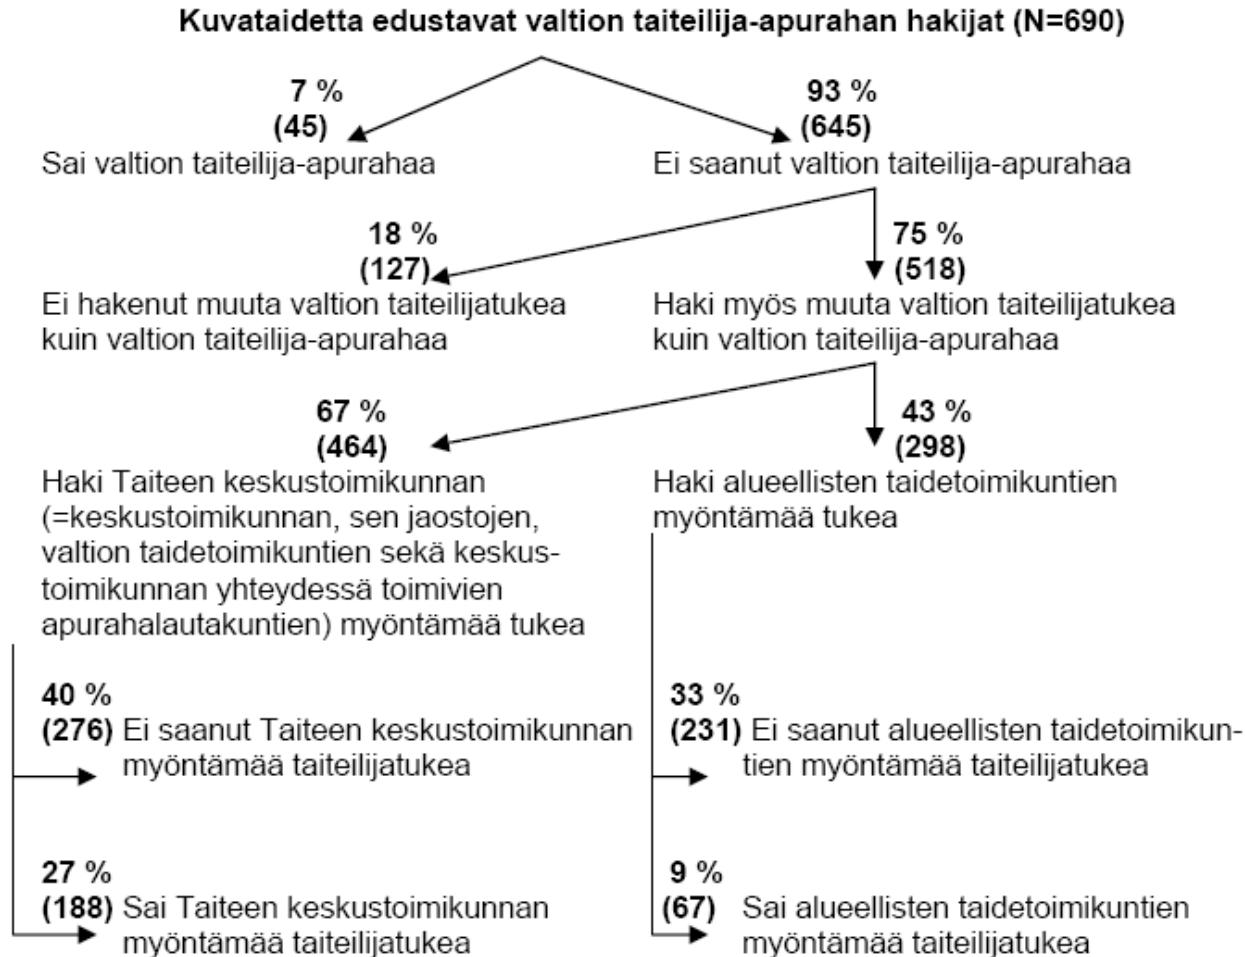 Kuvataidetta edustavat valtion taiteilija-apurahan hakijat (N=690)
7 %
(45)
Sai valtion taiteilija-apurahaa
93 %
(645)
Ei saanut valtion taiteilija-apurahaa
18 %
(127)
Ei hakenut muuta valtion taiteilijatukea
kuin valtion taiteilija-apurahaa
75 %
(518)
Haki myös muuta valtion taiteilijatukea
kuin valtion taiteilija-apurahaa
67 %
(464)
Haki Taiteen keskustoimikunnan
(=keskustoimikunnan, sen jaostojen,
valtion taidetoimikuntien sekä keskus-
toimikunnan yhteydessä toimivien
apurahalautakuntien) myöntämää tukea
43 %
(298)
Haki alueellisten taidetoimikuntien
myöntämää tukea
40 %
(276) Ei saanut Taiteen keskustoimikunnan
myöntämää taiteilijatukea
33 %
(231) Ei saanut alueellisten taidetoimikun-
tien myöntämää taiteilijatukea
27 %
(188) Sai Taiteen keskustoimikunnan
myöntämää taiteilijatukea
9 %
(67) Sai alueellisten taidetoimikuntien
myöntämää taiteilijatukea